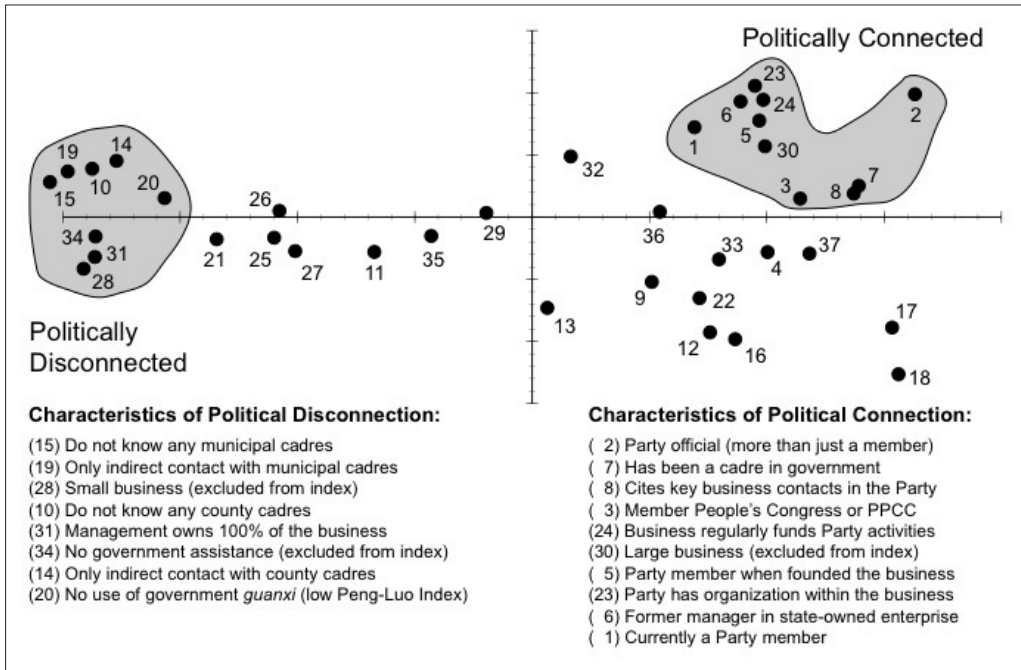 Politically Connected
23
6
24
2
5
1
30
14
19
10
32
20
3
7
8
15
26
34
29
36
31
21
25
27
11
35
33
4
37
28
9
22
13
17
Politically
Disconnected
12
16
18
Characteristics of Political Disconnection:
(15) Do not know any municipal cadres
(19) Only indirect contact with municipal cadres
(28) Small business (excluded from index)
(10) Do not know any county cadres
(31) Management owns 100% of the business
(34) No government assistance (excluded from index)
(14) Only indirect contact with county cadres
(20) No use of government guanxi (low Peng-Luo Index)
Characteristics of Political Connection:
( 2) Party official (more than just a member)
( 7) Has been a cadre in government
( 8) Cites key business contacts in the Party
( 3) Member People's Congress or PPCC
(24) Business regularly funds Party activities
(30) Large business (excluded from index)
( 5) Party member when founded the business
(23) Party has organization within the business
( 6) Former manager in state-owned enterprise
( 1) Currently a Party member